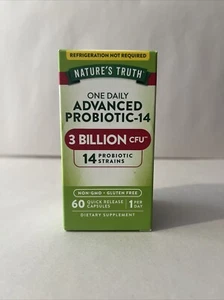 REFRIGERATION NOT REQUIRED
NATURE'S TRUTH
ONE DAILY
ADVANCED
PROBIOTIC-14
3 BILLION CFU
14 PROBIOTIC STRAINS
NON-GMO • GLUTEN FREE
60 QUICK RELEASE CAPSULES 1 PER DAY
DIETARY SUPPLEMENT